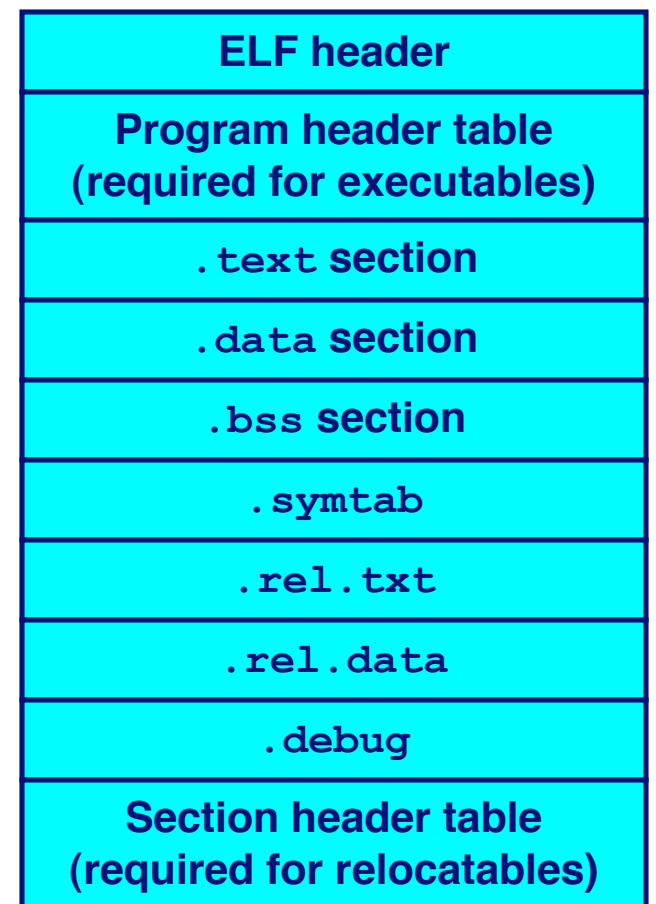 ELF header
Program header table
(required for executables)
.text section
.data section
.bss section
.symtab
.rel.txt
.rel.data
.debug
Section header table
(required for relocatables)